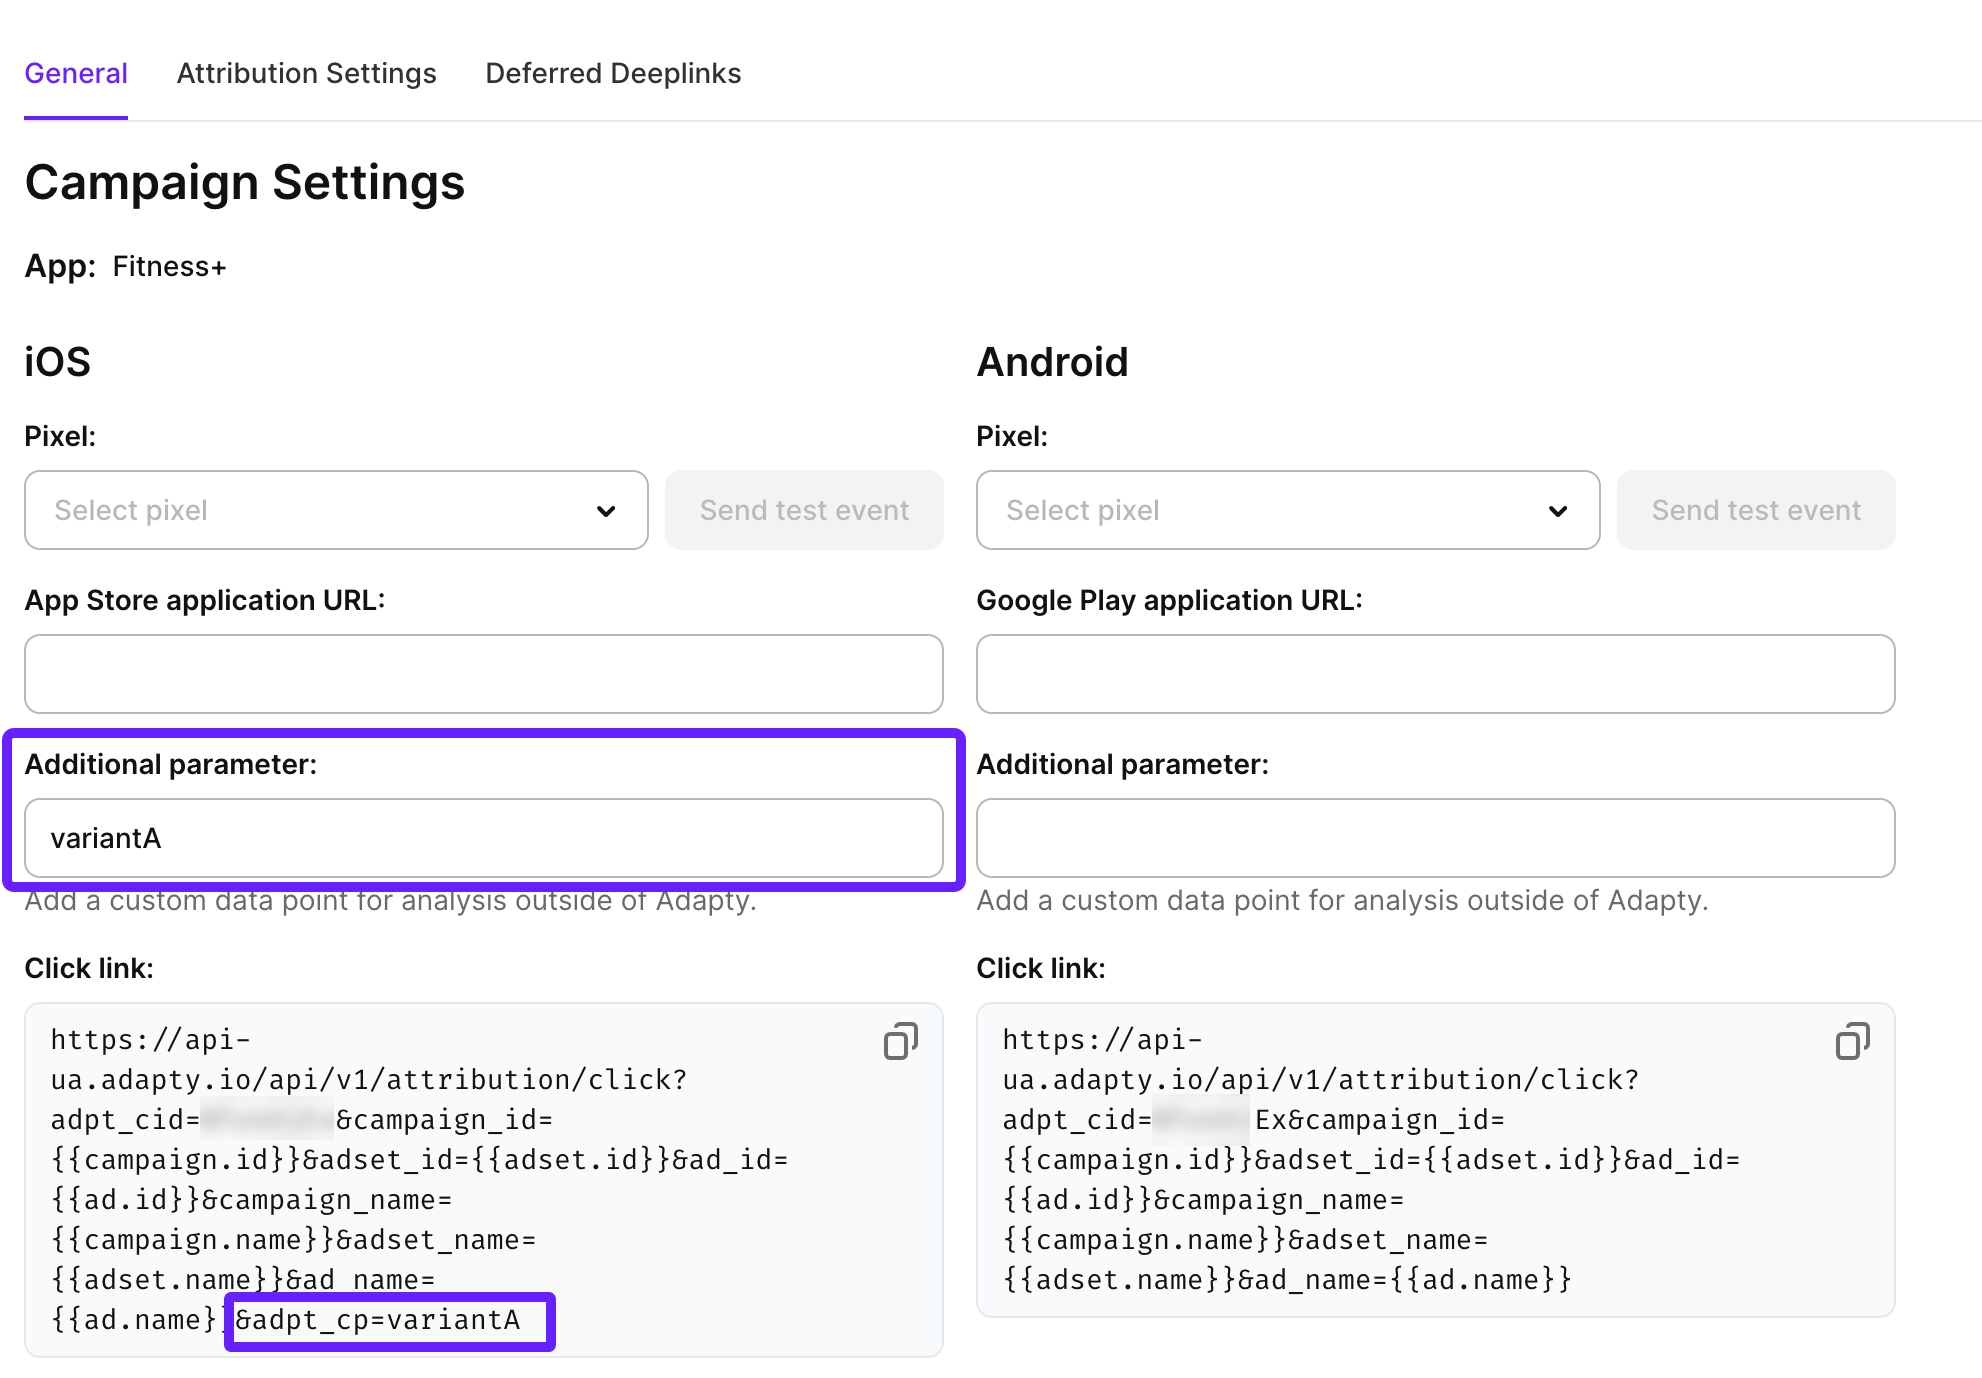 General Attribution Settings Deferred Deeplinks
Campaign Settings
App: Fitness+
iOS
Pixel:
Select pixel
Send test event
App Store application URL:
Additional parameter:
variantA
Add a custom data point for analysis outside of Adapty.
Click link:
https://api-
ua.adapty.io/api/v1/attribution/click?
adpt_cid= &campaign_id=
{{campaign.id}}&adset_id={{adset.id}}&ad_id=
{{ad.id}}&campaign_name=
{{campaign.name}}&adset_name=
{{adset.name}}&ad_name=
{{ad.name}}&adpt_cp=variantA
Android
Pixel:
Select pixel
Send test event
Google Play application URL:
Additional parameter:
Add a custom data point for analysis outside of Adapty.
Click link:
https://api-
ua.adapty.io/api/v1/attribution/click?
adpt_cid= Ex&campaign_id=
{{campaign.id}}&adset_id={{adset.id}}&ad_id=
{{ad.id}}&campaign_name=
{{campaign.name}}&adset_name=
{{adset.name}}&ad_name={{ad.name}}